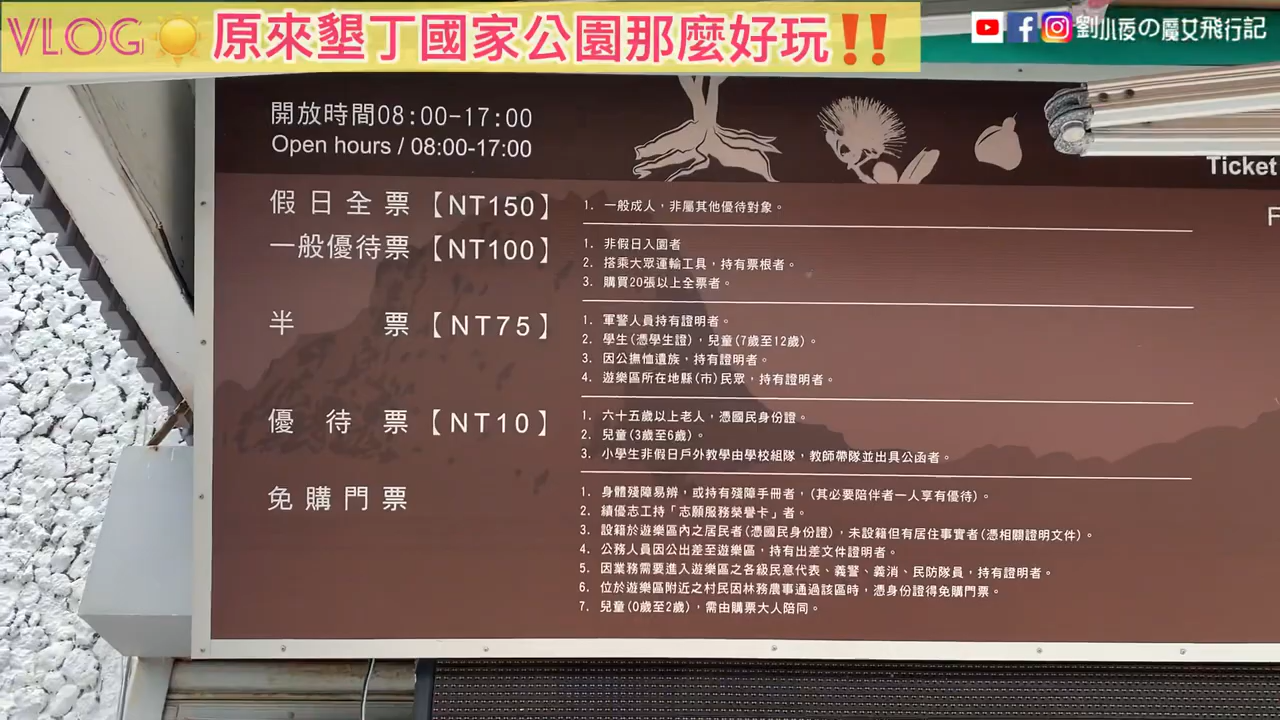 VLOG☀️原來墾丁國家公園那麼好玩‼️
劉小夜の魔女飛行記
開放時間08:00-17:00
Open hours / 08:00-17:00
Ticket
F
假日全票【NT150】
1. 一般成人，非屬其他優待對象。
一般優待票【NT100】
1. 非假日入園者
2. 搭乘大眾運輸工具，持有票根者。
3. 購買20張以上全票者。
半票【NT75】
1. 軍警人員持有證明者。
2. 學生(憑學生證)，兒童(7歲至12歲)。
3. 因公撫恤遺族，持有證明者。
4. 遊樂區所在地縣(市)民眾，持有證明者。
優待票【NT10】
1. 六十五歲以上老人，憑國民身份證。
2. 兒童(3歲至6歲)。
3. 小學生非假日戶外教學由學校組隊，教師帶隊並出具公函者。
免購門票
1. 身體殘障易辨，或持有殘障手冊者，(其必要陪伴者一人享有優待)。
2. 績優志工持「志願服務榮譽卡」者。
3. 設籍於遊樂區內之居民者(憑國民身份證)，未設籍但有居住事實者(憑相關證明文件)。
4. 公務人員因公出差至遊樂區，持有出差文件證明者。
5. 因業務需要進入遊樂區之各級民意代表、義警、義消、民防隊員，持有證明者。
6. 位於遊樂區附近之村民因林務農事通過該區時，憑身份證得免購門票。
7. 兒童(0歲至2歲)，需由購票大人陪同。